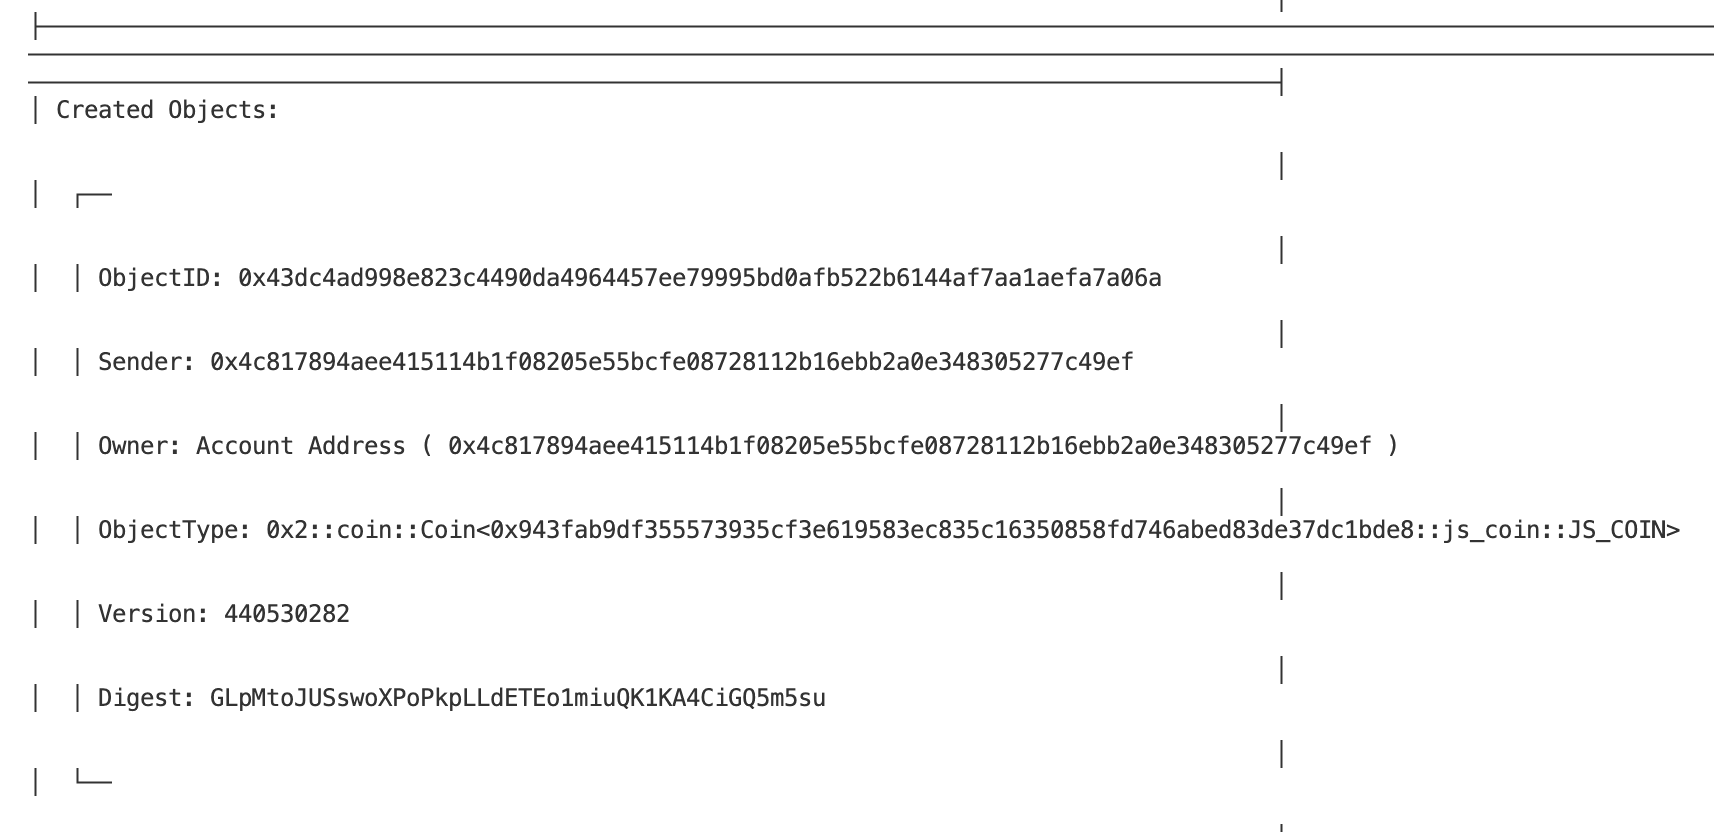 Created Objects:
ObjectID: 0x43dc4ad998e823c4490da4964457ee79995bd0afb522b6144af7aa1aefa7a06a
Sender: 0x4c817894aee415114b1f08205e55bcfe08728112b16ebb2a0e348305277c49ef
Owner: Account Address ( 0x4c817894aee415114b1f08205e55bcfe08728112b16ebb2a0e348305277c49ef )
ObjectType: 0x2::coin::Coin<0x943fab9df355573935cf3e619583ec835c16350858fd746abed83de37dc1bde8::js_coin::JS_COIN>
Version: 440530282
Digest: GLpMtoJUSswoXPoPkpLLdETEo1miuQK1KA4CiGQ5m5su